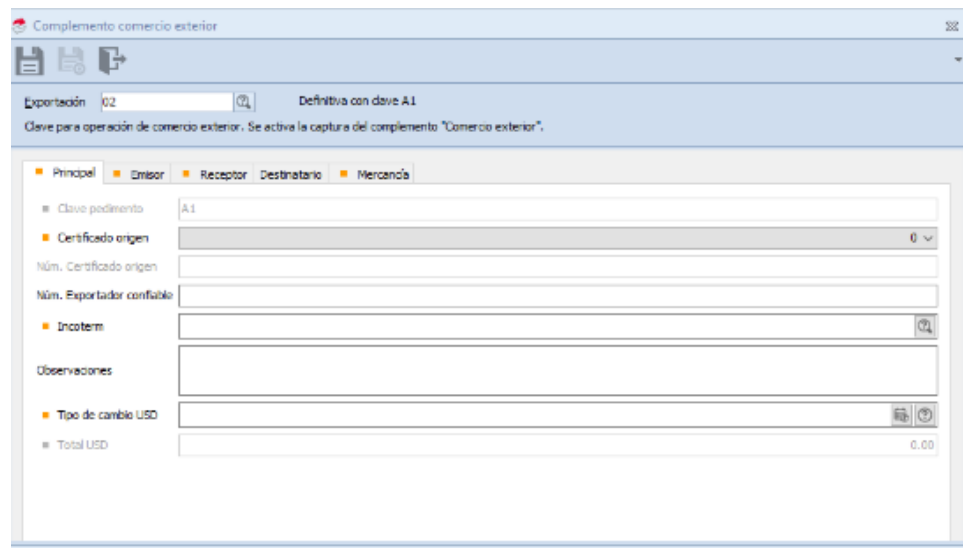 Complemento comercio exterior
Exportación 02 Definitiva con clave A1
Clave para operación de comercio exterior. Se activa la captura del complemento "Comercio exterior".
Principal Emisor Receptor Destinatario Mercancía
Clave pedimento A1
Certificado origen 0
Núm. Certificado origen
Núm. Exportador confiable
Incoterm
Observaciones
Tipo de cambio USD
Total USD 0.00